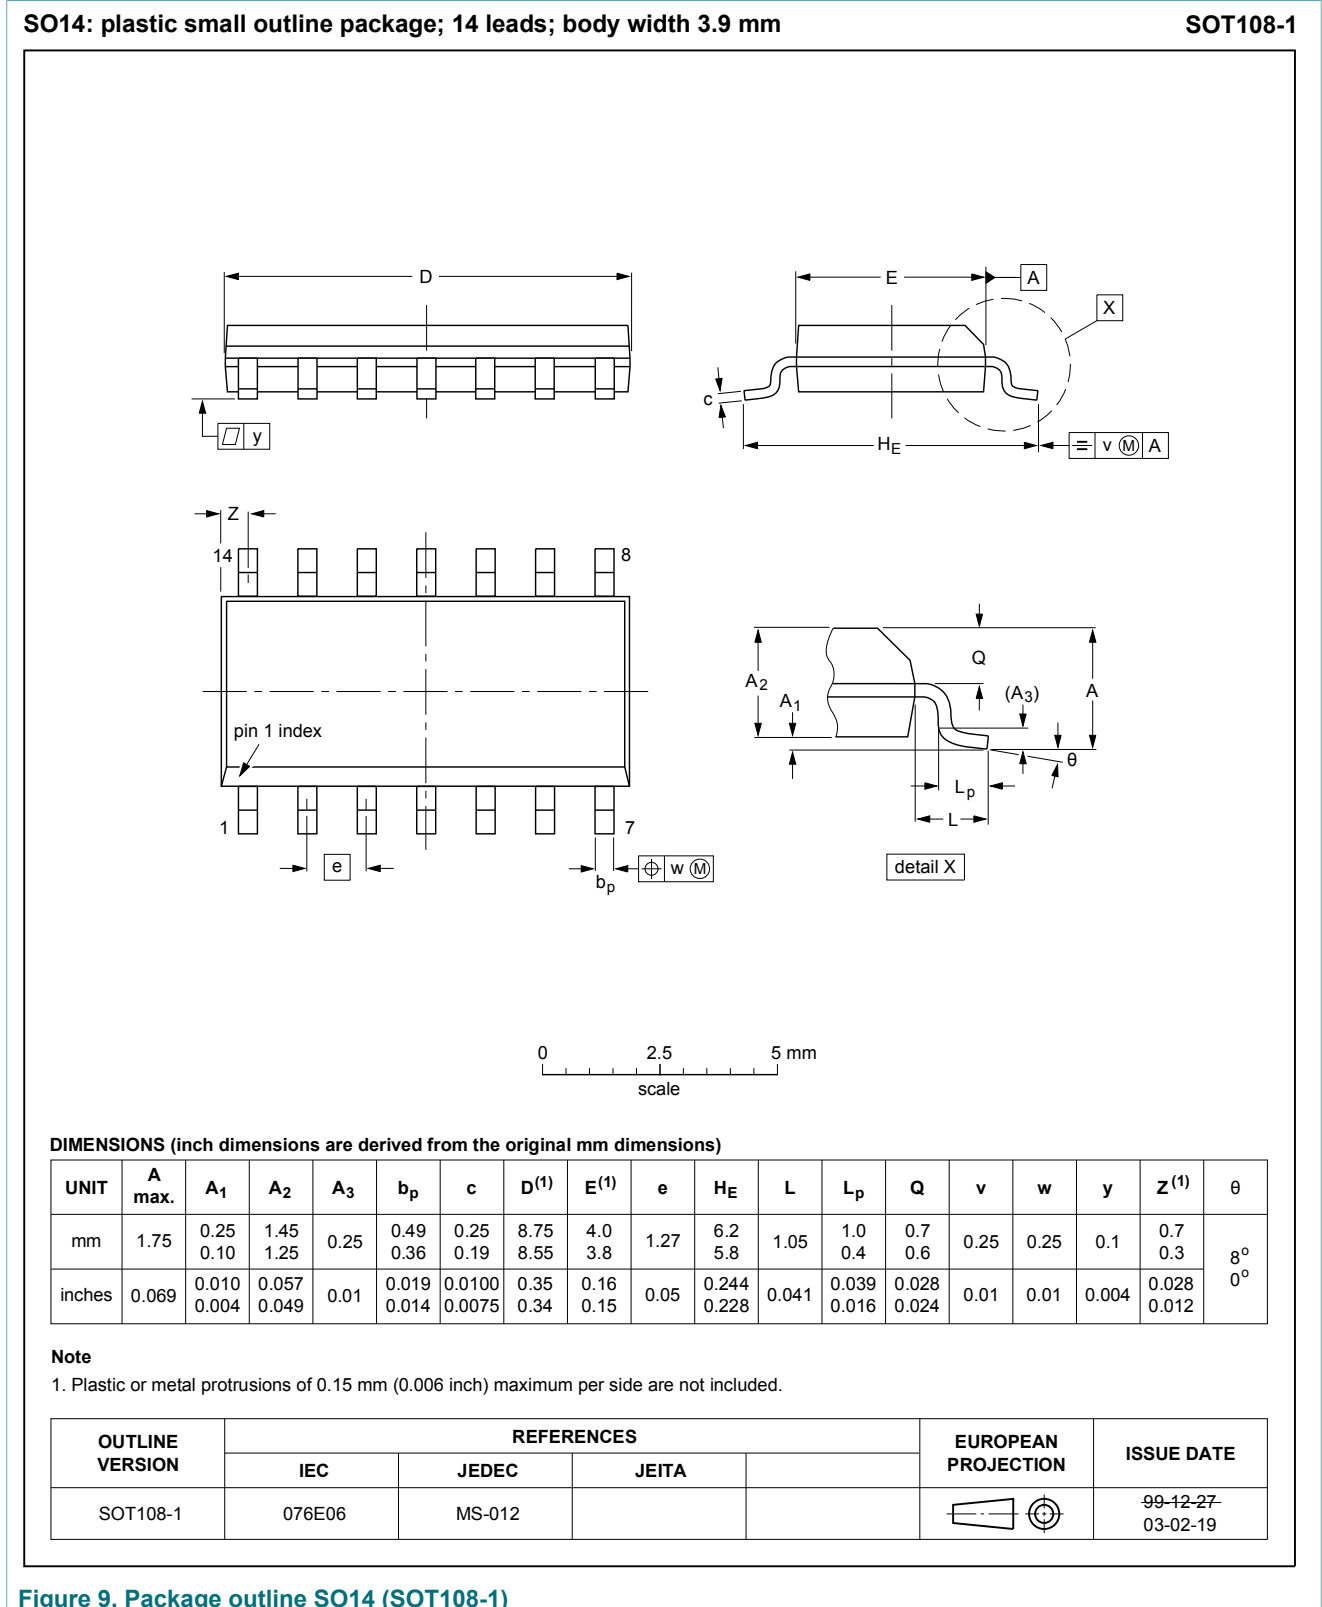 SO14: plastic small outline package; 14 leads; body width 3.9 mm SOT108-1
D
E A
X
c
y
HE
v M A
Z
14 8
pin 1 index
1 7
e
bp
w M
Q
A2
A1
(A3)
A
θ
Lp
L
detail X
0 2.5 5 mm
scale
DIMENSIONS (inch dimensions are derived from the original mm dimensions)
UNIT A max. A1 A2 A3 bp c D(1) E(1) e HE L Lp Q v w y Z(1) θ
mm 1.75 0.25 0.10 1.45 1.25 0.25 0.49 0.36 0.25 0.19 8.75 8.55 4.0 3.8 1.27 6.2 5.8 1.05 1.0 0.4 0.7 0.6 0.25 0.25 0.1 0.7 0.3 8° 0°
inches 0.069 0.010 0.004 0.057 0.049 0.01 0.019 0.014 0.0100 0.0075 0.35 0.34 0.16 0.15 0.05 0.244 0.228 0.041 0.039 0.016 0.028 0.024 0.01 0.01 0.004 0.028 0.012
Note
1. Plastic or metal protrusions of 0.15 mm (0.006 inch) maximum per side are not included.
OUTLINE VERSION REFERENCES EUROPEAN PROJECTION ISSUE DATE
IEC JEDEC JEITA
SOT108-1 076E06 MS-012 99-12-27
03-02-19
Figure 9. Package outline SO14 (SOT108-1)